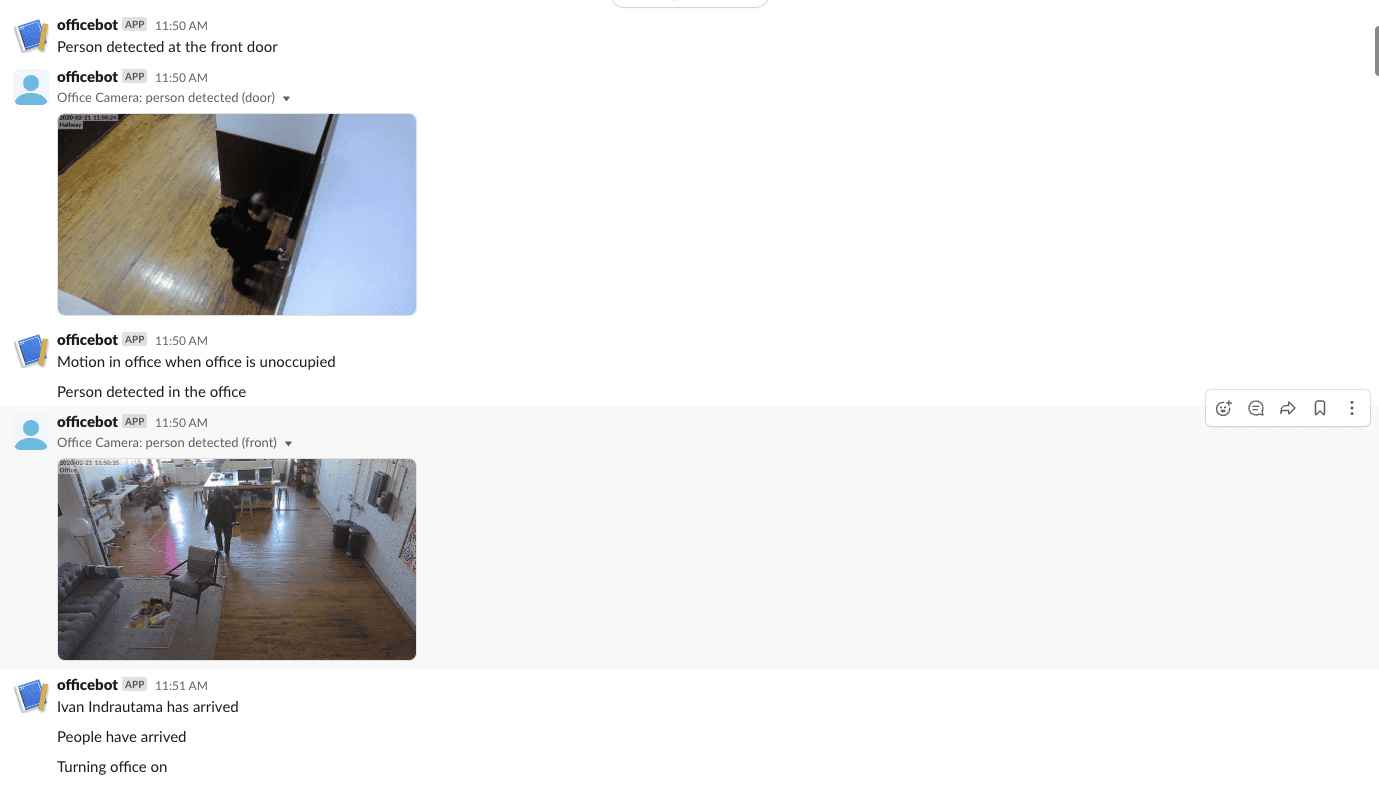 officebot APP 11:50 AM
Person detected at the front door
officebot APP 11:50 AM
Office Camera: person detected (door)
2020-02-21 11:50:24
Hallway
officebot APP 11:50 AM
Motion in office when office is unoccupied
Person detected in the office
officebot APP 11:50 AM
Office Camera: person detected (front)
2020-02-21 11:50:35
Office
officebot APP 11:51 AM
Ivan Indrautama has arrived
People have arrived
Turning office on